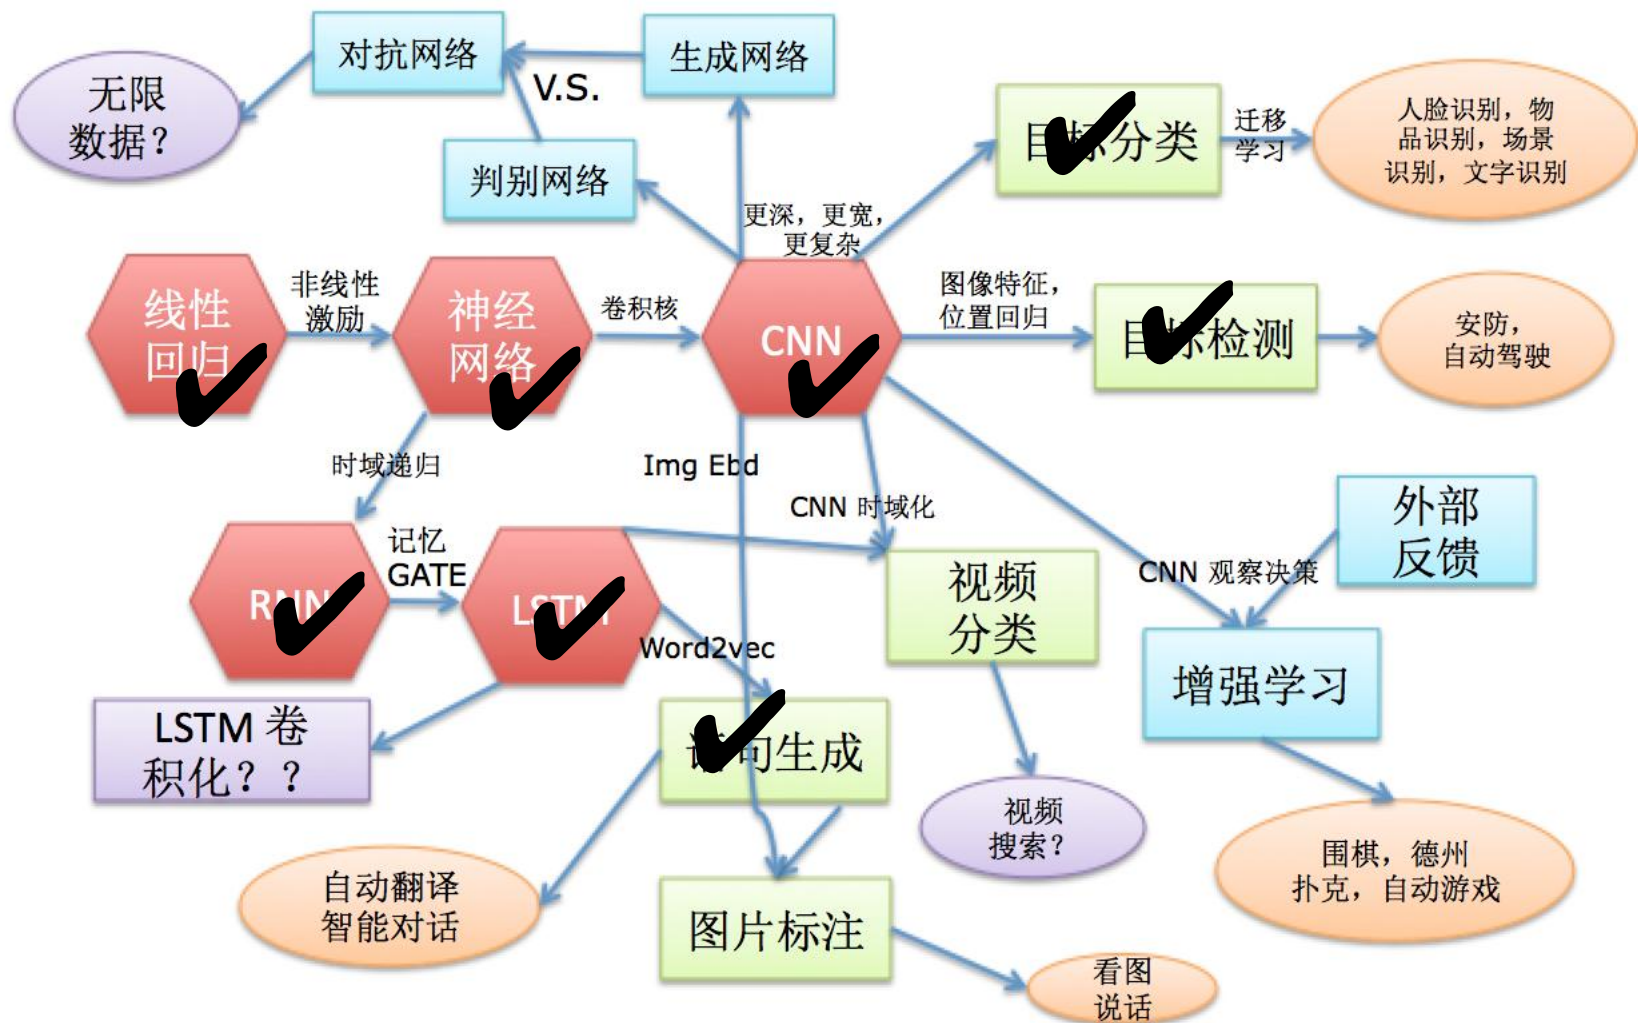 对抗网络
生成网络
V.S.
无限
数据?
判别网络
目标分类
迁移
学习
人脸识别，物
品识别，场景
识别，文字识别
更深，更宽，
更复杂
线性
回归
非线性
激励
神经
网络
卷积核
CNN
图像特征，
位置回归
目标检测
安防，
自动驾驶
时域递归
Img Ebd
CNN 时域化
外部
反馈
CNN 观察决策
RNN
记忆
GATE
LSTM
Word2vec
视频
分类
增强学习
LSTM 卷
积化？？
语句生成
视频
搜索?
围棋，德州
扑克，自动游戏
自动翻译
智能对话
图片标注
看图
说话